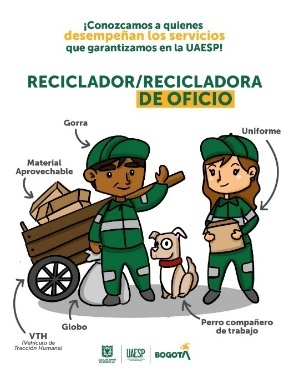 ¡Conozcamos a quienes
desempeñan los servicios
que garantizamos en la UAESP!
RECICLADOR/RECICLADORA
DE OFICIO
Gorra
Uniforme
Material
Aprovechable
VTH
(Vehículo de
Tracción Humana)
Globo
Perro compañero
de trabajo
UAESP
BOGOTÁ